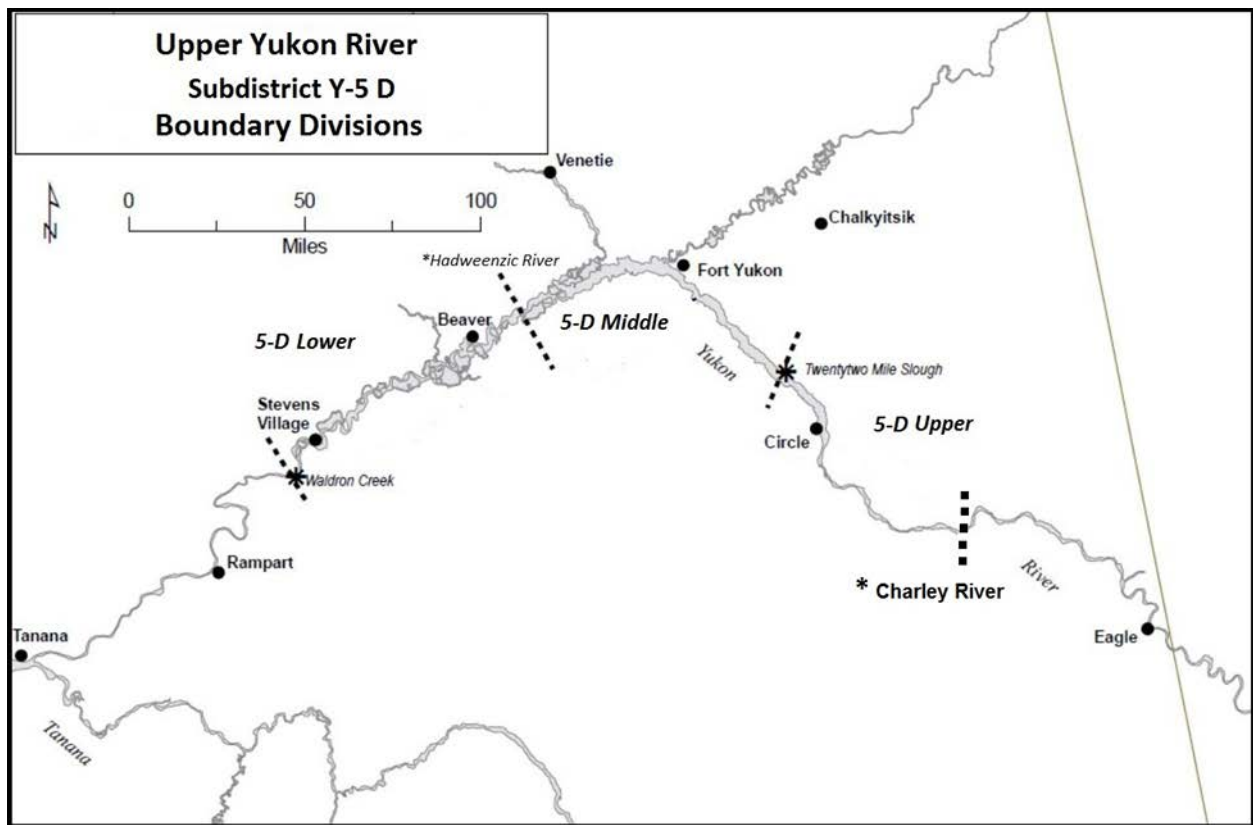 Upper Yukon River
Subdistrict Y-5 D
Boundary Divisions
N
0 50 100
Miles
Venetie
Chalkyitsik
*Hadweenzic River
Fort Yukon
Beaver
5-D Middle
5-D Lower
Yukon
Twentytwo Mile Slough
Stevens
Village
Circle
5-D Upper
Waldron Creek
Rampart
River
* Charley River
Tanana
Eagle
Tanana